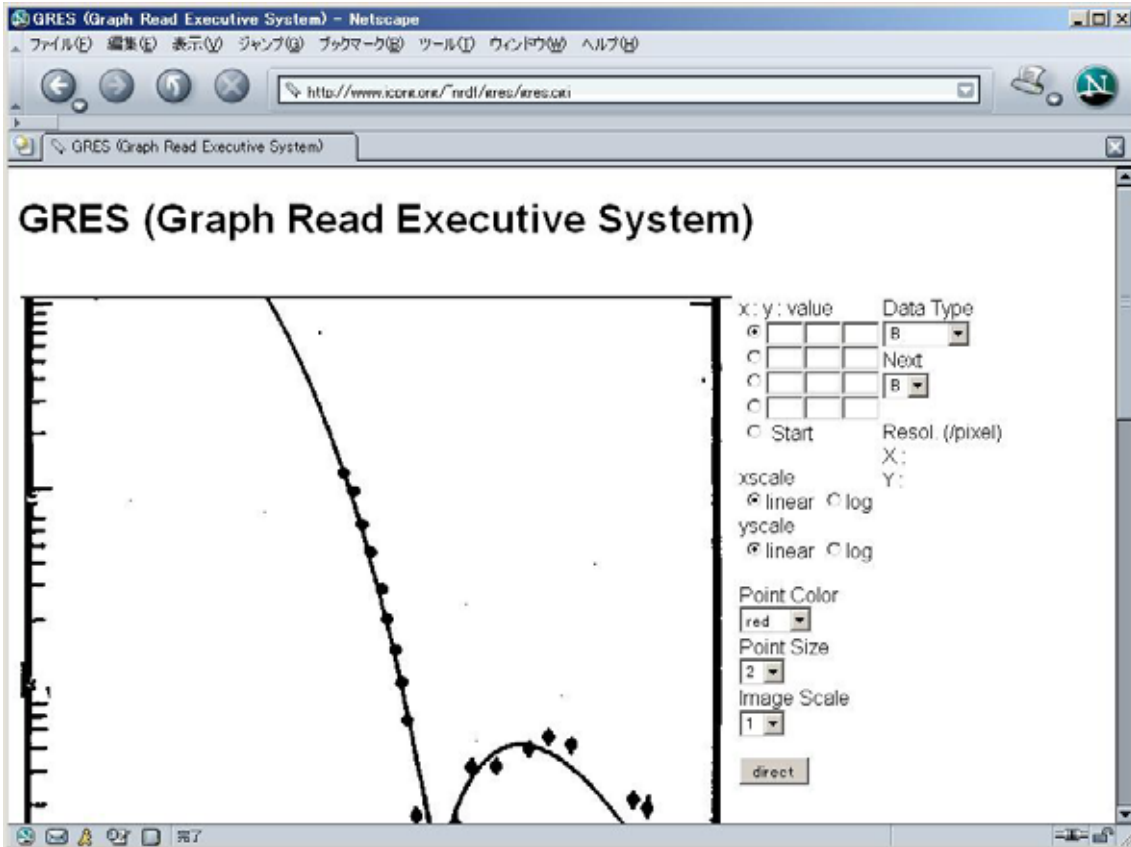 GRES (Graph Read Executive System) - Netscape
ファイル(F) 編集(E) 表示(V) ジャンプ(G) ブックマーク(B) ツール(T) ウィンドウ(W) ヘルプ(H)
GRES (Graph Read Executive System)
GRES (Graph Read Executive System)
x : y : value Data Type
B
Next
B
Start Resol. (/pixel)
X :
xscale Y :
linear log
yscale
linear log
Point Color
red
Point Size
2
Image Scale
1
direct
完了